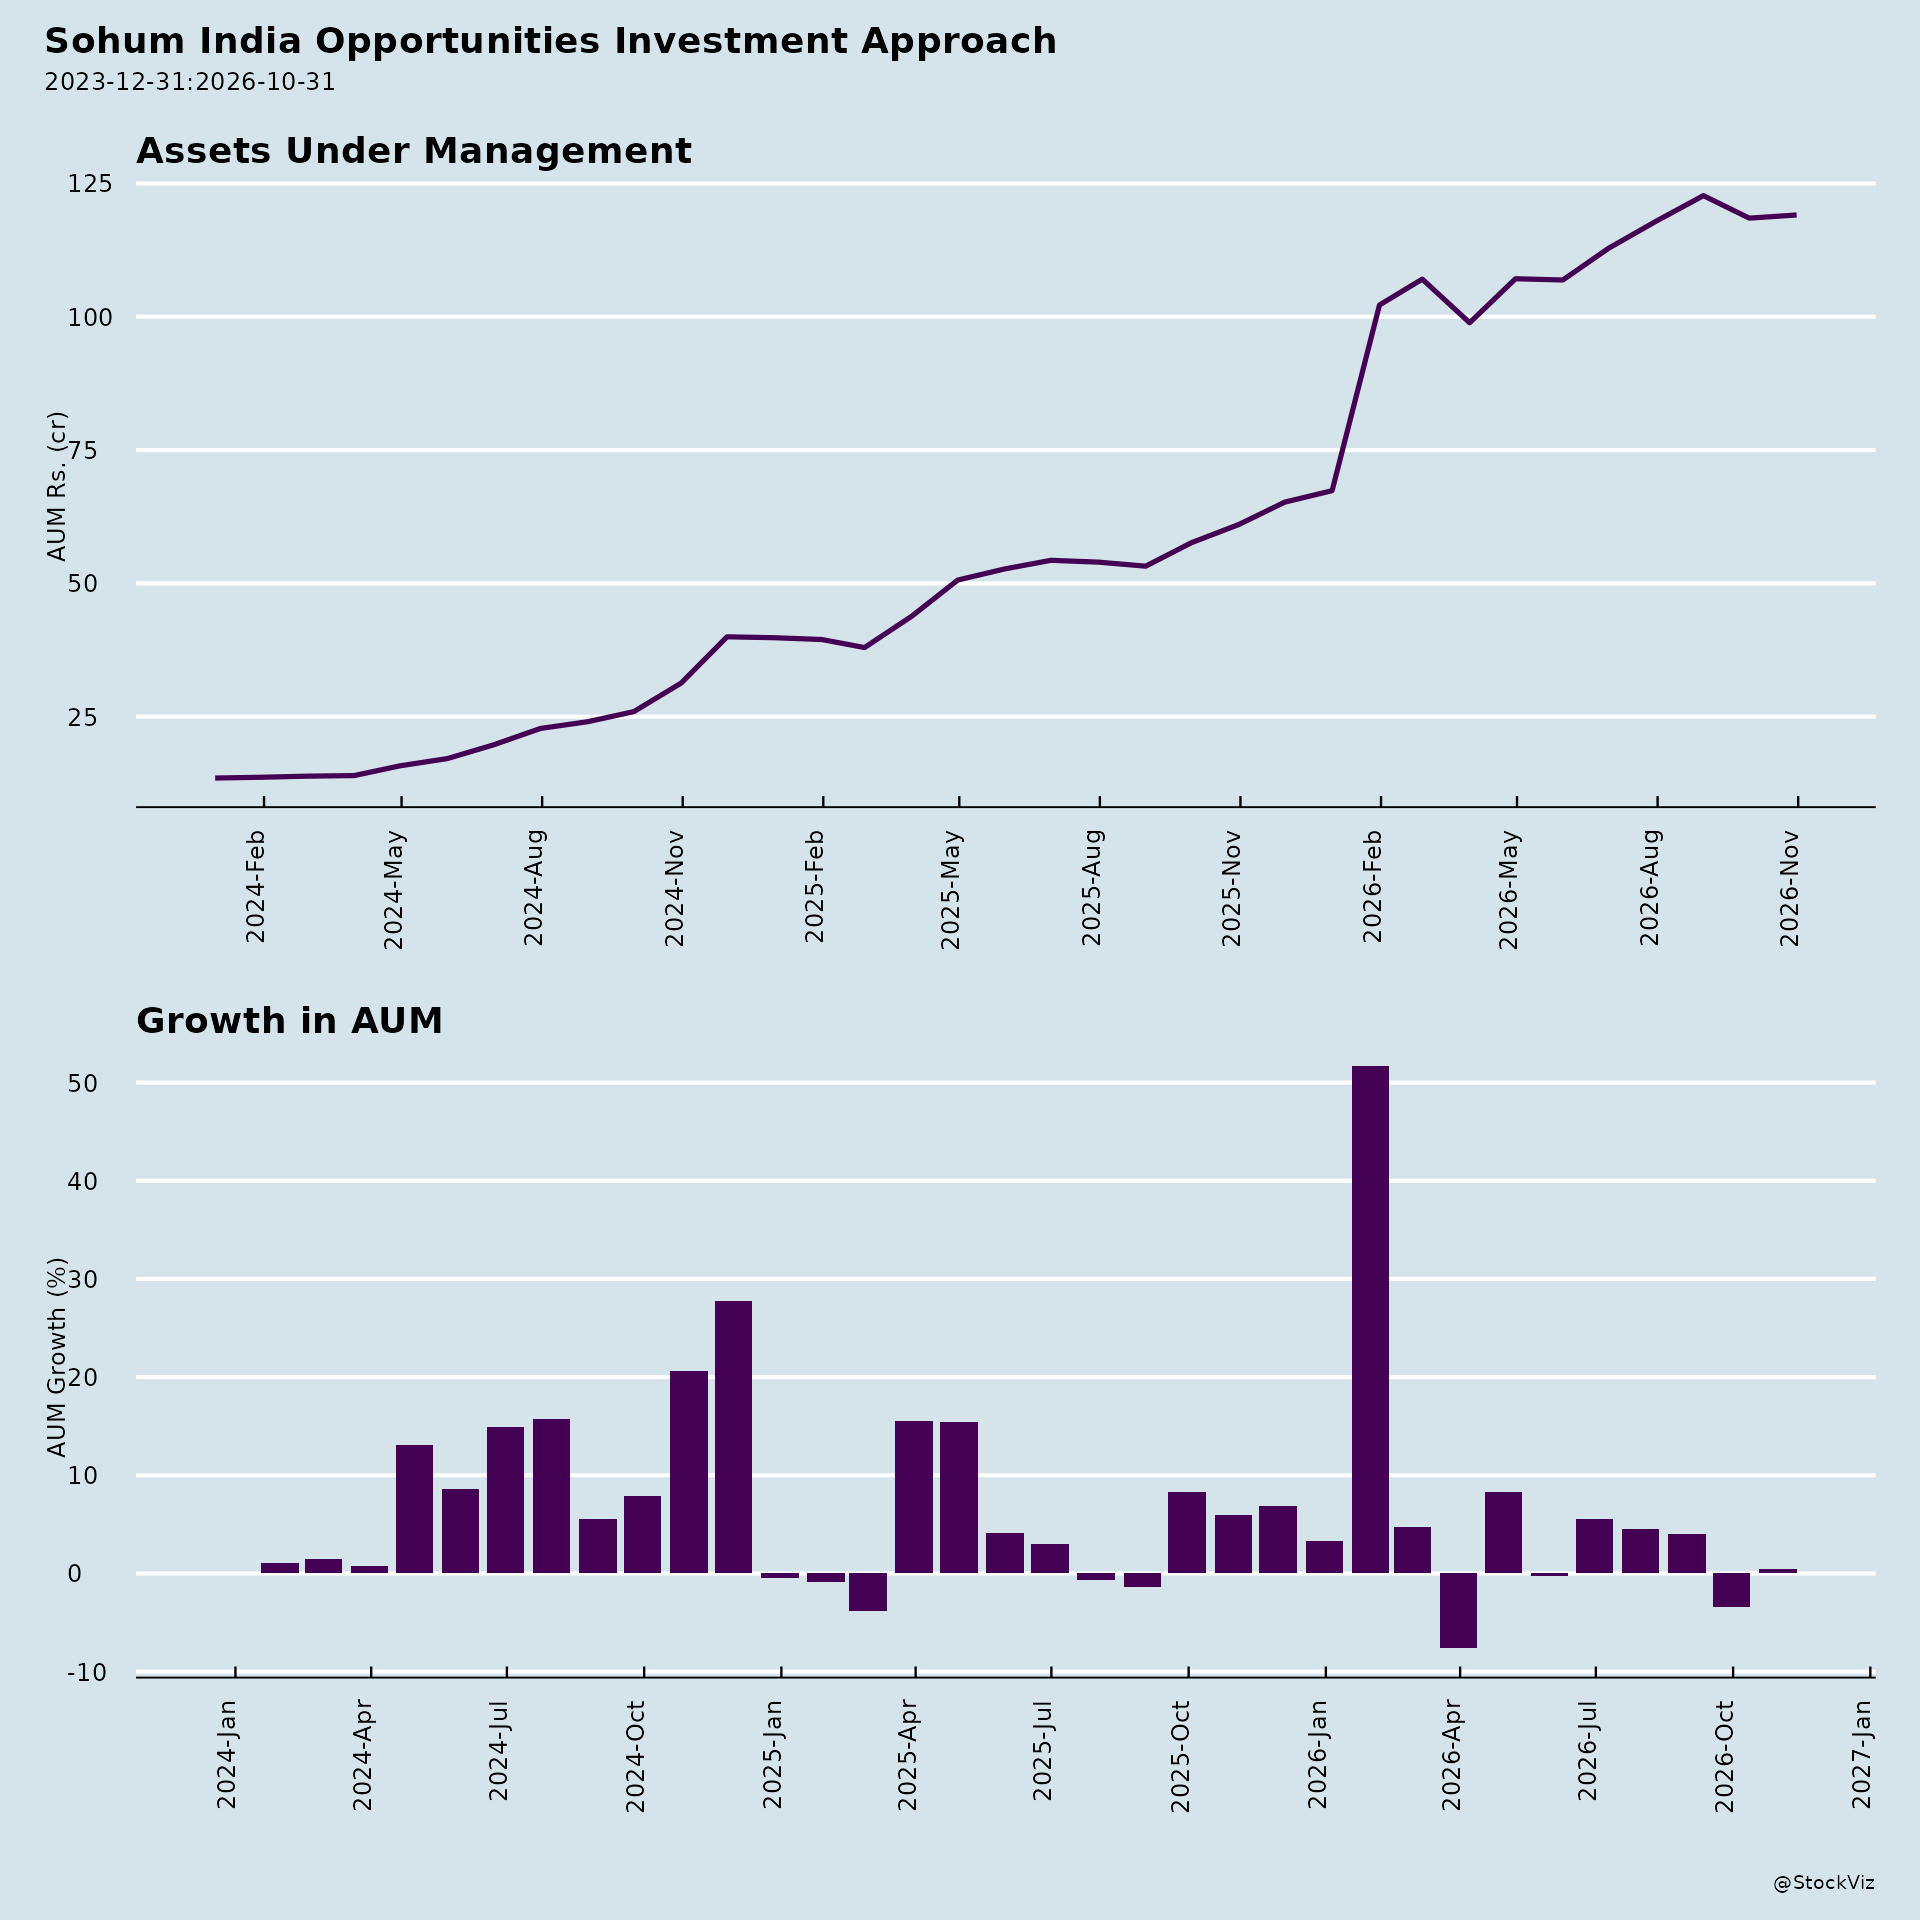 Sohum India Opportunities Investment Approach
2023-12-31:2026-10-31
Assets Under Management
AUM Rs. (cr)
125
100
75
50
25
2024-Feb
2024-May
2024-Aug
2024-Nov
2025-Feb
2025-May
2025-Aug
2025-Nov
2026-Feb
2026-May
2026-Aug
2026-Nov
Growth in AUM
AUM Growth (%)
50
40
30
20
10
0
-10
2024-Jan
2024-Apr
2024-Jul
2024-Oct
2025-Jan
2025-Apr
2025-Jul
2025-Oct
2026-Jan
2026-Apr
2026-Jul
2026-Oct
2027-Jan
@StockViz